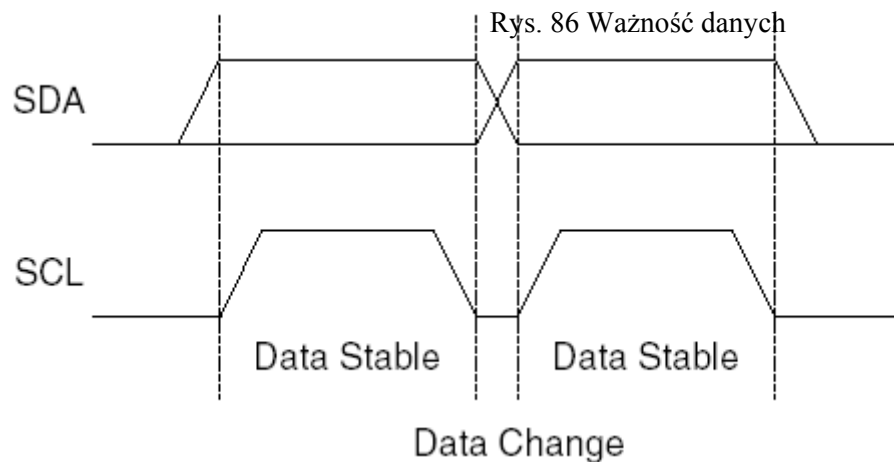 Rys. 86 Ważność danych
SDA
SCL
Data Stable Data Stable
Data Change